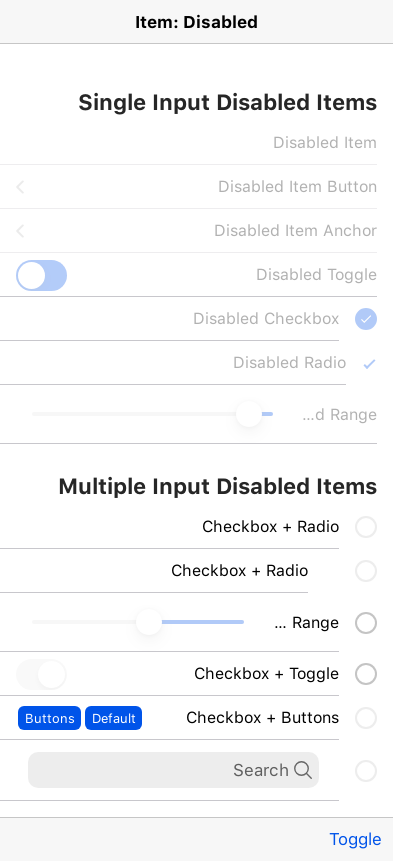 Item: Disabled
Single Input Disabled Items
Disabled Item
Disabled Item Button
Disabled Item Anchor
Disabled Toggle
Disabled Checkbox
Disabled Radio
...d Range
Multiple Input Disabled Items
Checkbox + Radio
Checkbox + Radio
... Range
Checkbox + Toggle
Checkbox + Buttons
Default
Buttons
Search
Toggle